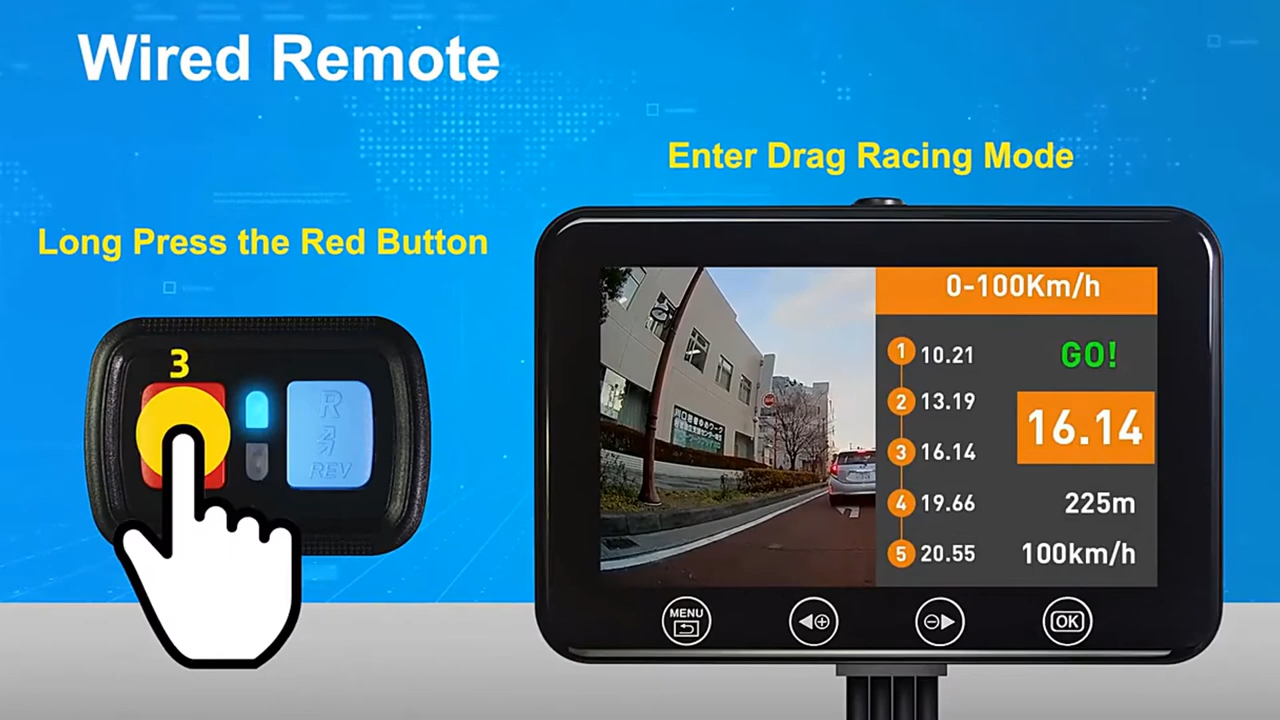 Wired Remote
Enter Drag Racing Mode
Long Press the Red Button
3
R
REV
0-100Km/h
GO!
1 10.21
2 13.19
3 16.14
4 19.66
5 20.55
16.14
225m
100km/h
MENU
OK